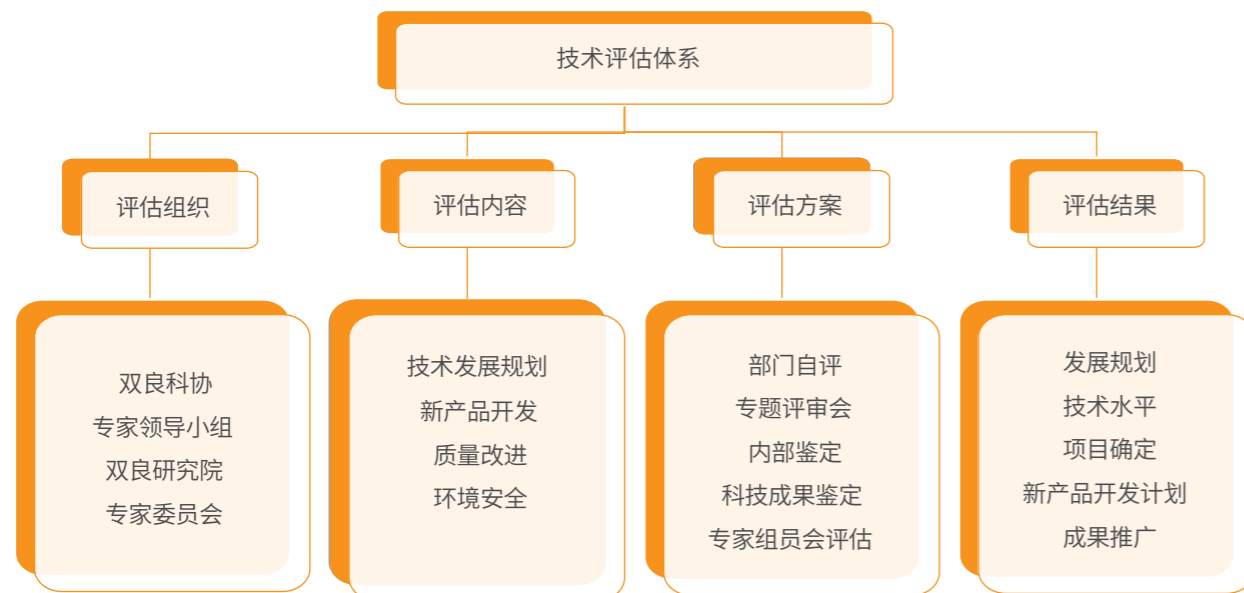 技术评估体系
评估组织
评估内容
评估方案
评估结果
双良科协
专家领导小组
双良研究院
专家委员会
技术发展规划
新产品开发
质量改进
环境安全
部门自评
专题评审会
内部鉴定
科技成果鉴定
专家组员会评估
发展规划
技术水平
项目确定
新产品开发计划
成果推广